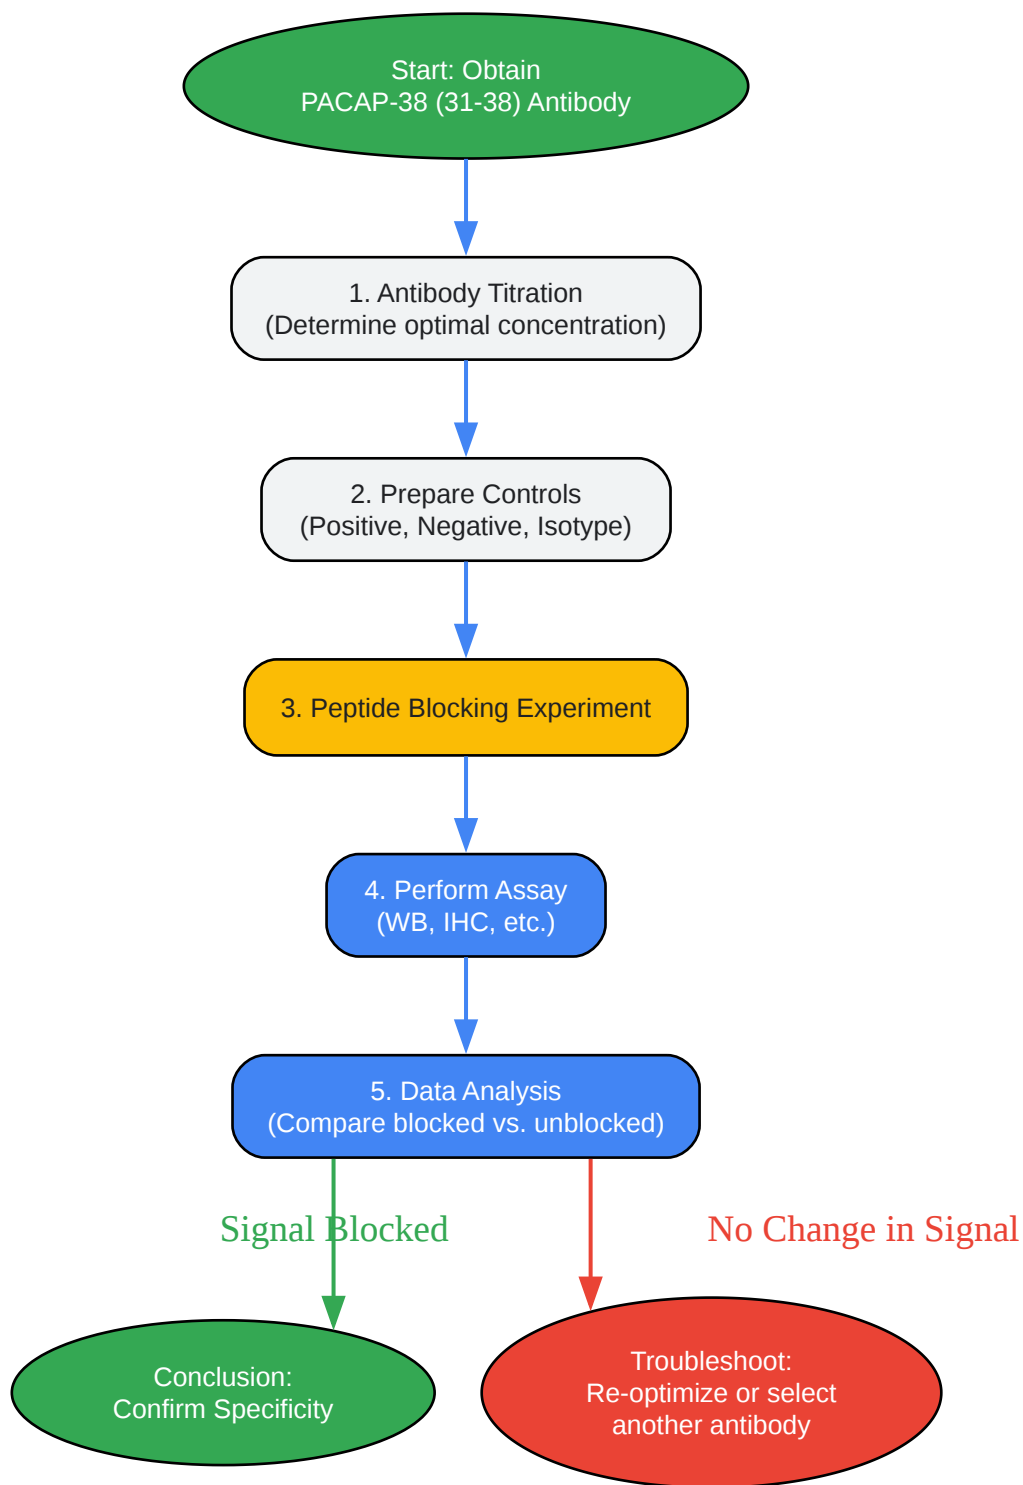 Start: Obtain
PACAP-38 (31-38) Antibody
1. Antibody Titration
(Determine optimal concentration)
2. Prepare Controls
(Positive, Negative, Isotype)
3. Peptide Blocking Experiment
4. Perform Assay
(WB, IHC, etc.)
5. Data Analysis
(Compare blocked vs. unblocked)
Signal Blocked
No Change in Signal
Conclusion:
Confirm Specificity
Troubleshoot:
Re-optimize or select
another antibody